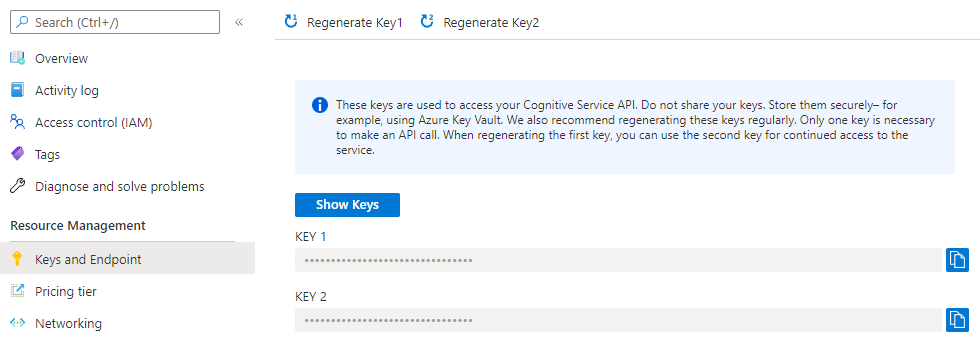 Search (Ctrl+/)
«
Regenerate Key1
Regenerate Key2
Overview
Activity log
Access control (IAM)
Tags
Diagnose and solve problems
Resource Management
Keys and Endpoint
Pricing tier
Networking
These keys are used to access your Cognitive Service API. Do not share your keys. Store them securely– for
example, using Azure Key Vault. We also recommend regenerating these keys regularly. Only one key is necessary
to make an API call. When regenerating the first key, you can use the second key for continued access to the
service.
Show Keys
KEY 1
••••••••••••••••••••••••••••••••
KEY 2
••••••••••••••••••••••••••••••••